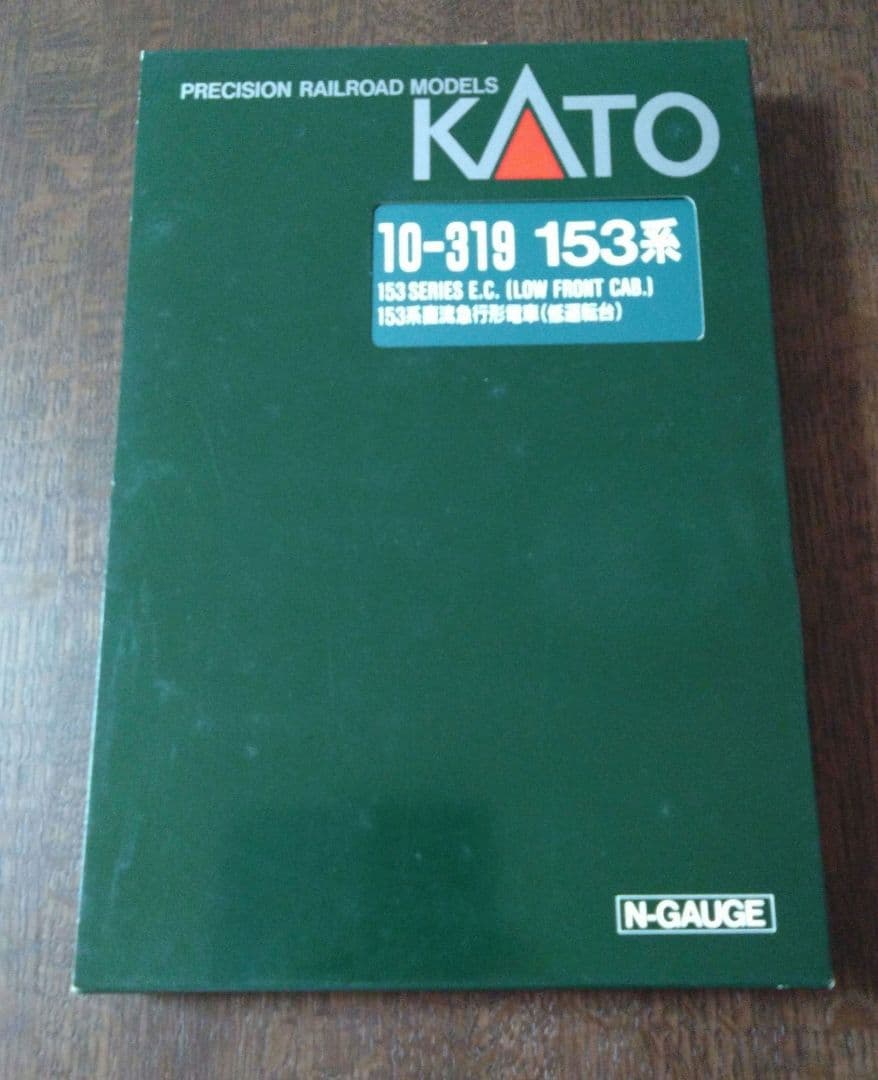 PRECISION RAILROAD MODELS
KATO
10-319 153系
153 SERIES E.C. (LOW FRONT CAB.)
153系直流急行形電車(低運転台)
N-GAUGE